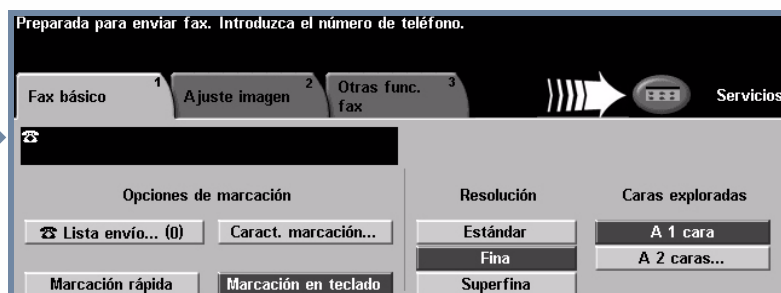 Preparada para enviar fax. Introduzca el número de teléfono.
Fax básico 1
Ajuste imagen 2
Otras func. fax 3
Servicios
Opciones de marcación
Resolución
Caras exploradas
Lista envío... (0)
Caract. marcación...
Estándar
A 1 cara
Fina
A 2 caras...
Marcación rápida
Marcación en teclado
Superfina